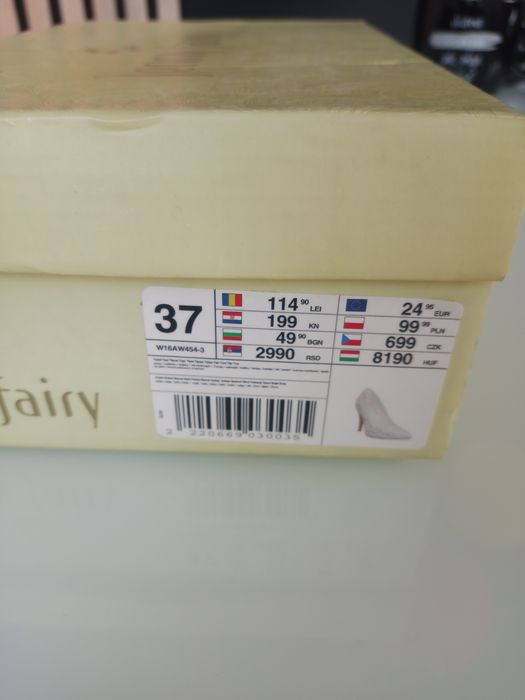 37
W16AW454-3
114 90 LEI
199 KN
49 90 BGN
2990 RSD
24 95 EUR
99 99 PLN
699 CZK
8190 HUF
fairy
2 220669 030035